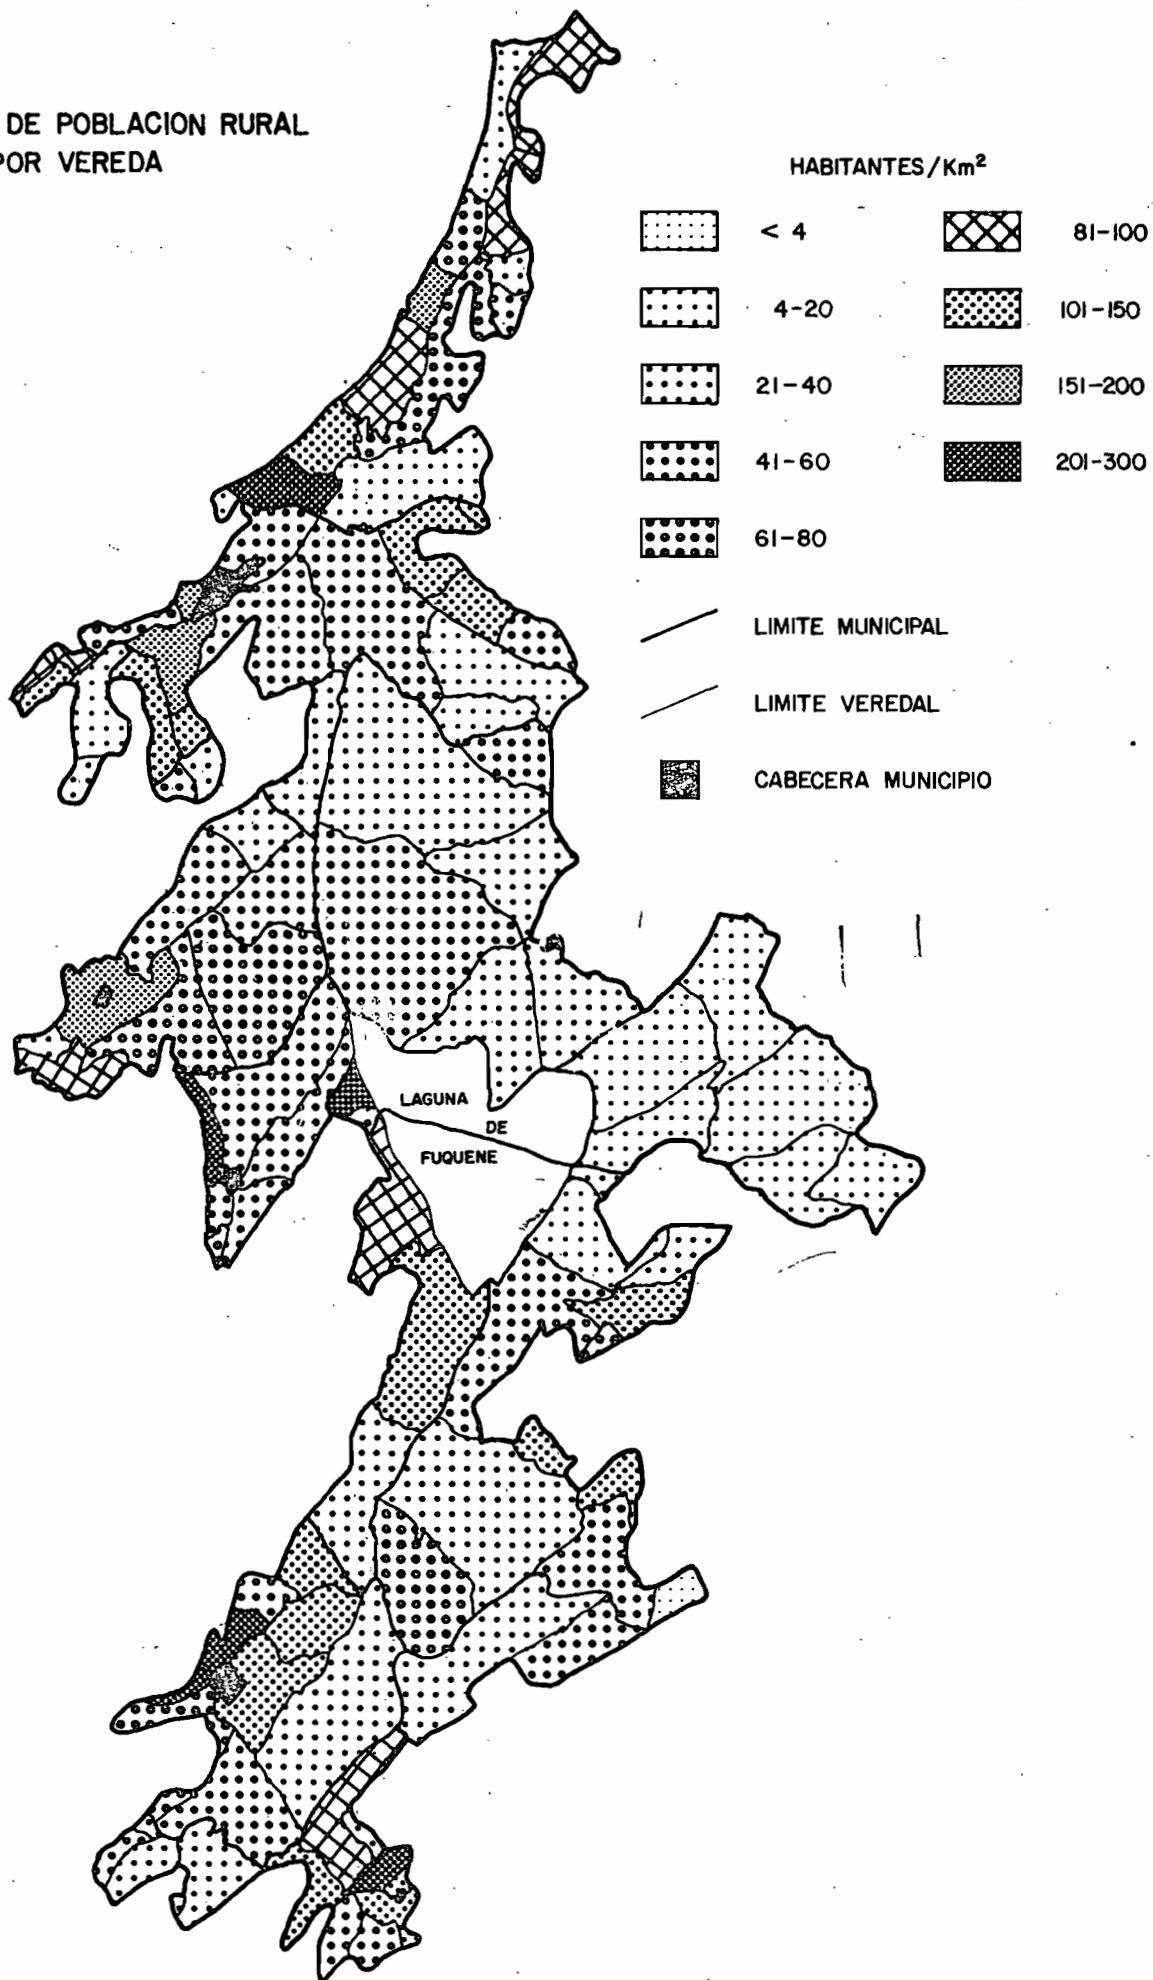 DE POBLACION RURAL
POR VEREDA
HABITANTES/Km²
< 4
4-20
21-40
41-60
61-80
81-100
101-150
151-200
201-300
LIMITE MUNICIPAL
LIMITE VEREDAL
CABECERA MUNICIPIO
LAGUNA
DE
FUQUENE